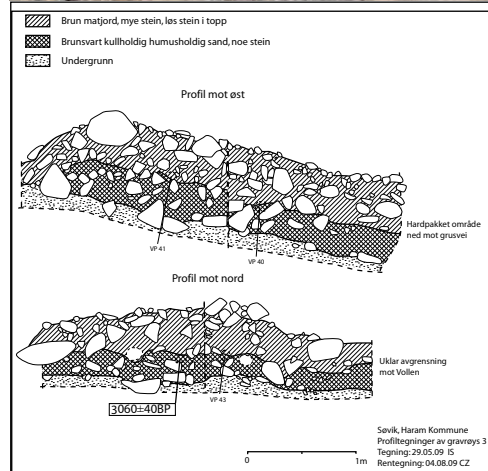 Brun matjord, mye stein, løs stein i topp
Brunsvart kullholdig humusholdig sand, noe stein
Undergrunn
Profil mot øst
Hardpakket område
ned mot grusvei
VP 41
VP 40
Profil mot nord
Uklar avgrensning
mot Vollen
VP 43
3060±40BP
Søvik, Haram Kommune
Profiltegninger av gravrøys 3
Tegning: 29.05.09 IS
Rentegning: 04.08.09 CZ
0
1m